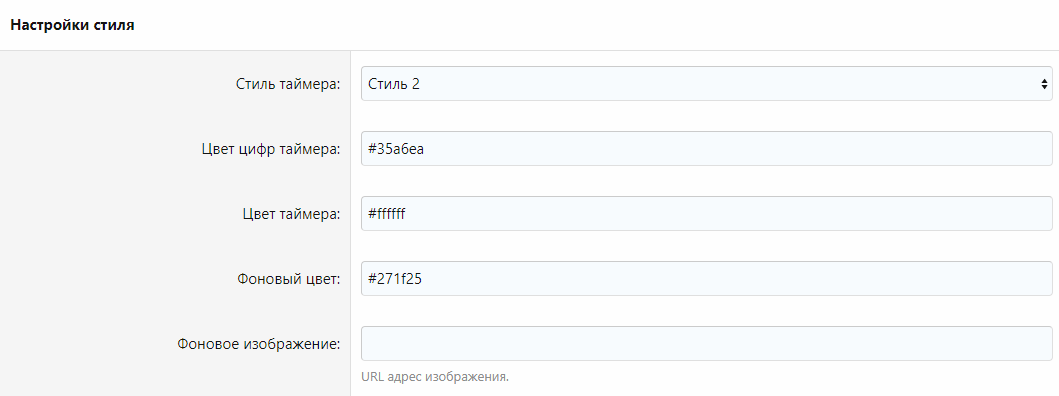 Настройки стиля
Стиль таймера: Стиль 2
Цвет цифр таймера: #35a6ea
Цвет таймера: #ffffff
Фоновый цвет: #271f25
Фоновое изображение:
URL адрес изображения.